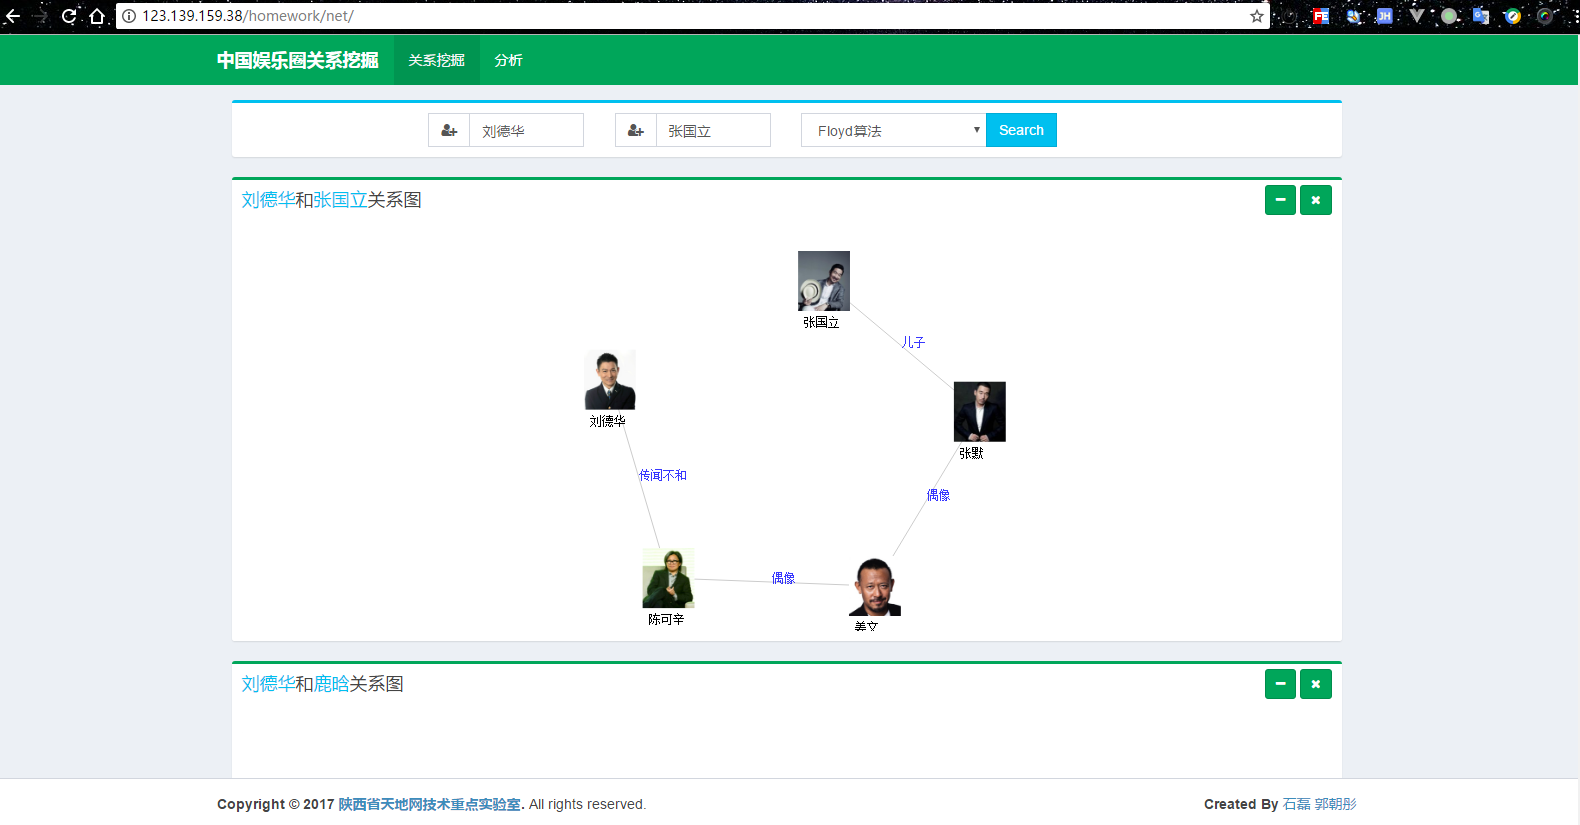 123.139.159.38/homework/net/
中国娱乐圈关系挖掘 关系挖掘 分析
刘德华 张国立 Floyd算法 Search
刘德华和张国立关系图
张国立
儿子
刘德华
张默
传闻不和
偶像
偶像
陈可辛
姜文
刘德华和鹿晗关系图
Copyright © 2017 陕西省天地网技术重点实验室. All rights reserved. Created By 石磊 郭朝彤